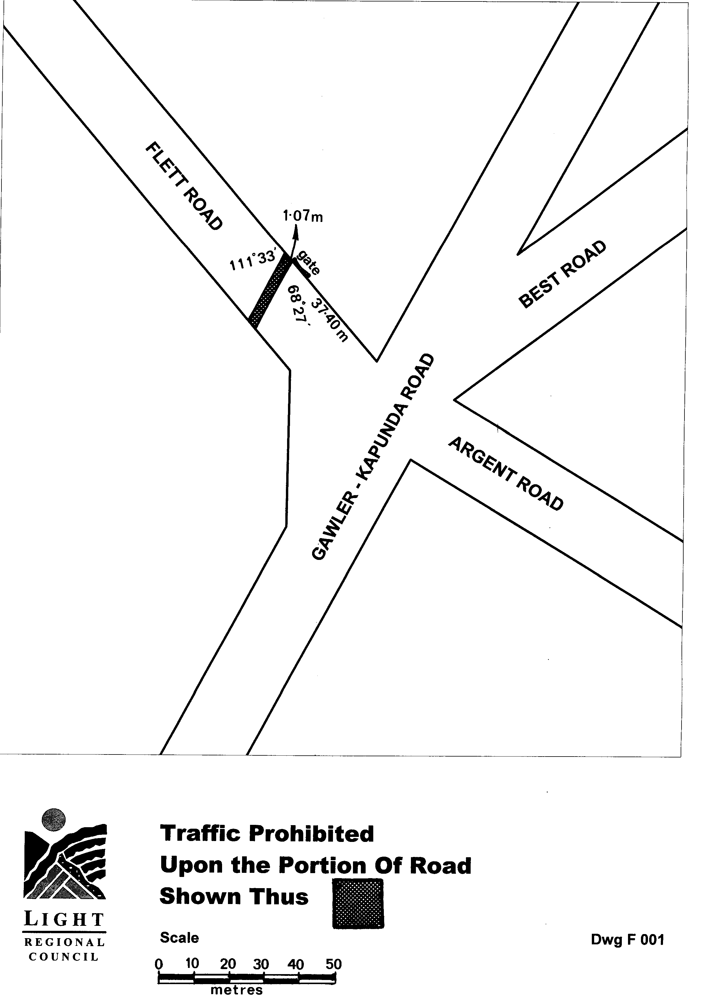 FLETT ROAD
1·07m
111°33'
gate
68°27'
37·40m
BEST ROAD
GAWLER - KAPUNDA ROAD
ARGENT ROAD
Traffic Prohibited
Upon the Portion Of Road
Shown Thus
LIGHT
REGIONAL
COUNCIL
Scale
0 10 20 30 40 50
metres
Dwg F 001